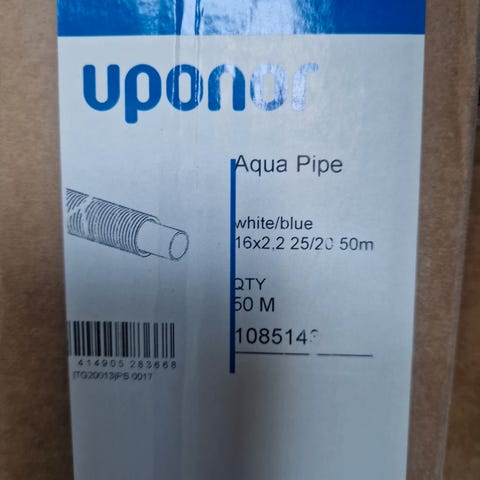 uponor
Aqua Pipe
white/blue
16x2,2 25/20 50m
QTY
50 M
414905 283668